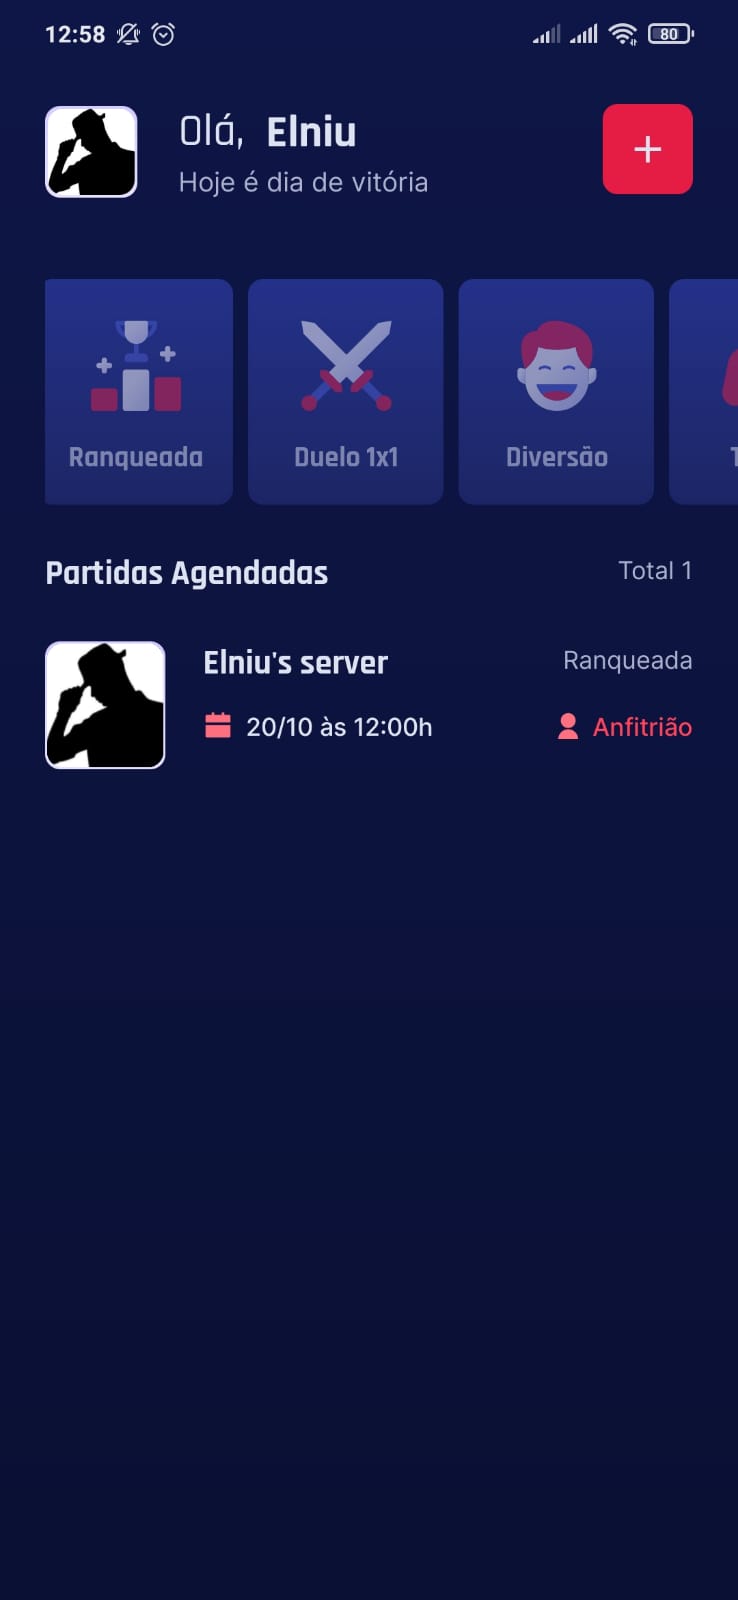 12:58
80
Olá, Elniu
Hoje é dia de vitória
Ranqueada
Duelo 1x1
Diversão
Partidas Agendadas
Total 1
Elniu's server
Ranqueada
20/10 às 12:00h
Anfitrião